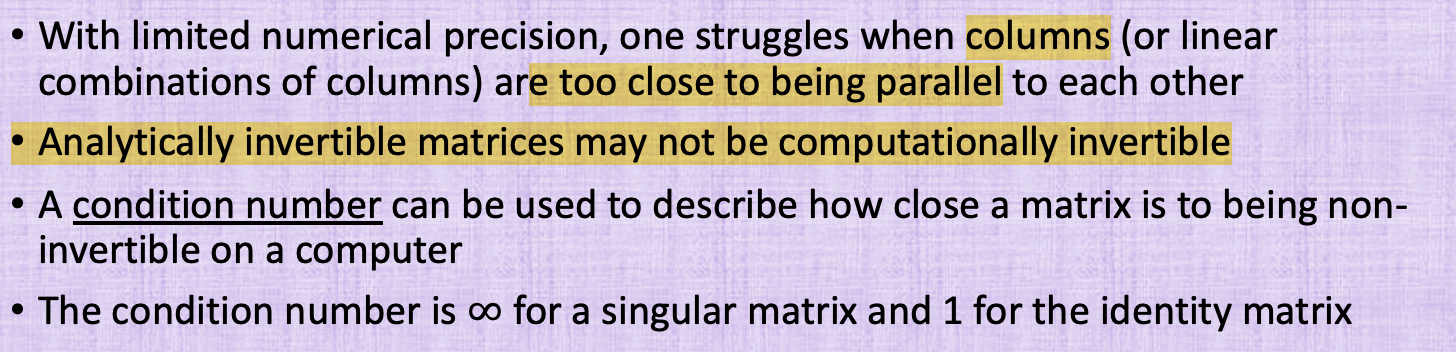 • With limited numerical precision, one struggles when columns (or linear
combinations of columns) are too close to being parallel to each other
• Analytically invertible matrices may not be computationally invertible
• A condition number can be used to describe how close a matrix is to being non-
invertible on a computer
• The condition number is ∞ for a singular matrix and 1 for the identity matrix